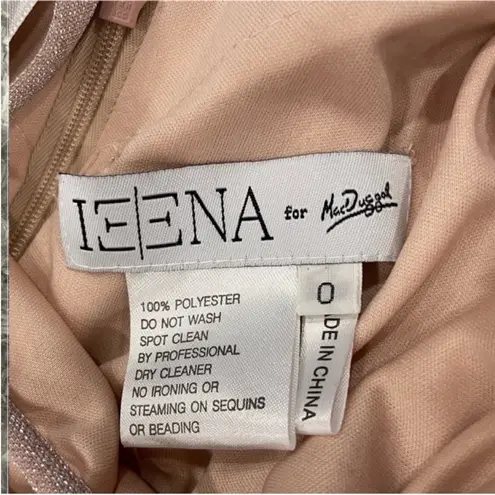 IEENA for MacDuggal
0
100% POLYESTER
DO NOT WASH
SPOT CLEAN
BY PROFESSIONAL
DRY CLEANER
NO IRONING OR
STEAMING ON SEQUINS
OR BEADING
ADE IN CHINA